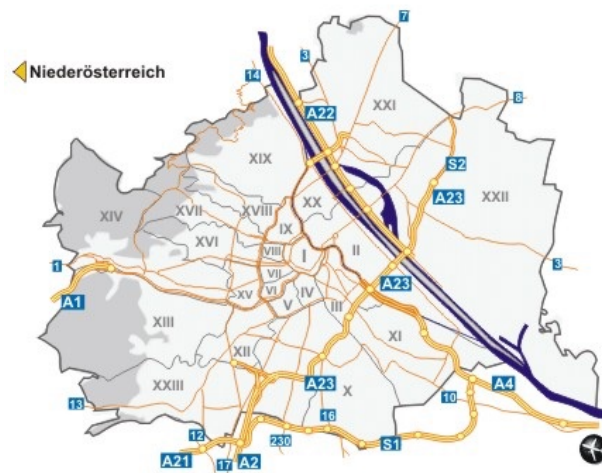 7
3
14
Niederösterreich
8
XXI
A22
XIX
S2
XXII
A23
XX
XIV
XVII
XVIII
XVI
IX
VIII
I
II
1
VII
3
A1
XV
VI
IV
A23
V
III
XIII
XI
XII
XXIII
A23
X
A4
13
10
16
12
230
S1
A21
17
A2